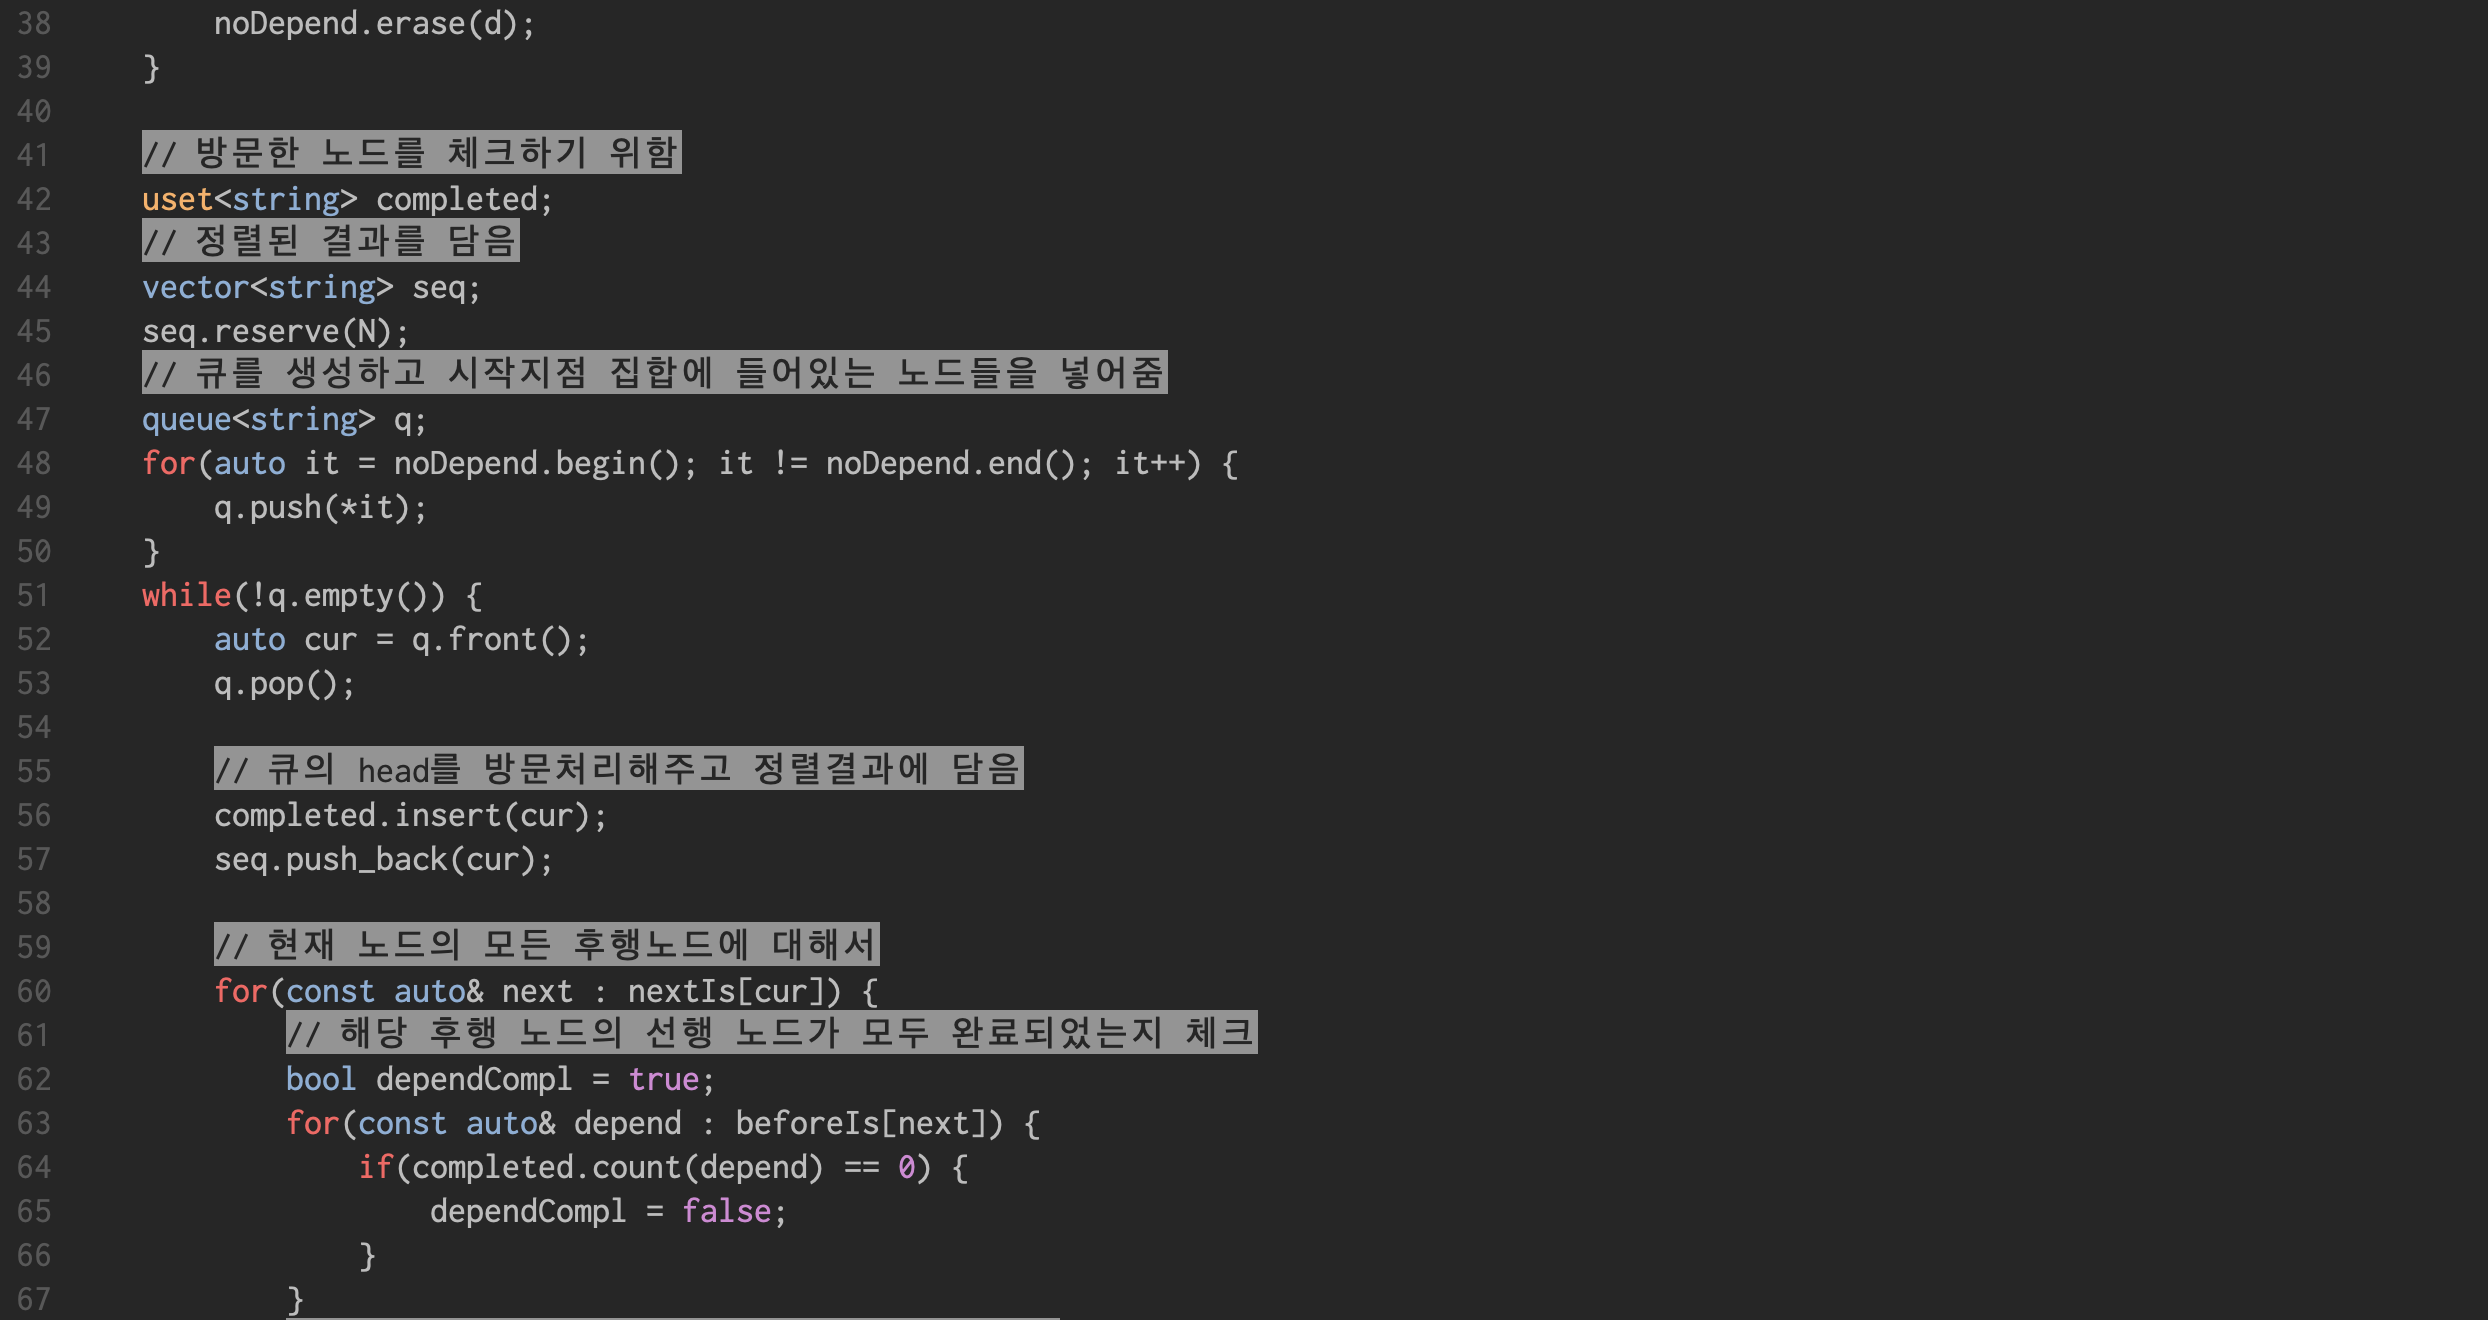 38 noDepend.erase(d);
39 }
40
41 // 방문한 노드를 체크하기 위함
42 uset<string> completed;
43 // 정렬된 결과를 담음
44 vector<string> seq;
45 seq.reserve(N);
46 // 큐를 생성하고 시작지점 집합에 들어있는 노드들을 넣어줌
47 queue<string> q;
48 for(auto it = noDepend.begin(); it != noDepend.end(); it++) {
49 q.push(*it);
50 }
51 while(!q.empty()) {
52 auto cur = q.front();
53 q.pop();
54
55 // 큐의 head를 방문처리해주고 정렬결과에 담음
56 completed.insert(cur);
57 seq.push_back(cur);
58
59 // 현재 노드의 모든 후행노드에 대해서
60 for(const auto& next : nextIs[cur]) {
61 // 해당 후행 노드의 선행 노드가 모두 완료되었는지 체크
62 bool dependCompl = true;
63 for(const auto& depend : beforeIs[next]) {
64 if(completed.count(depend) == 0) {
65 dependCompl = false;
66 }
67 }